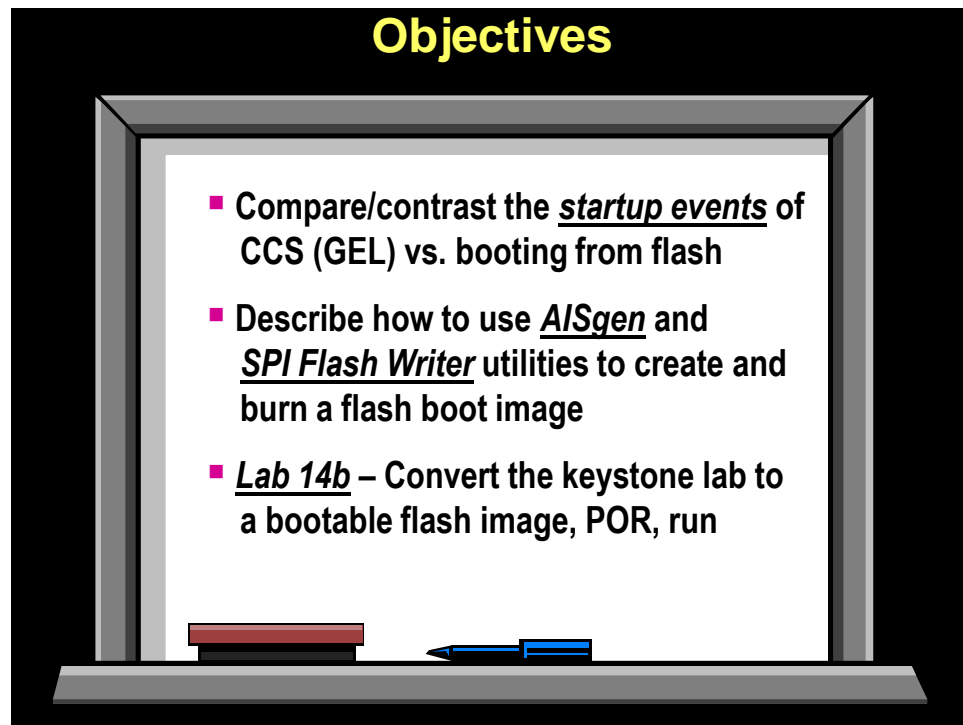 Objectives
▪ Compare/contrast the startup events of
CCS (GEL) vs. booting from flash
▪ Describe how to use AISgen and
SPI Flash Writer utilities to create and
burn a flash boot image
▪ Lab 14b – Convert the keystone lab to
a bootable flash image, POR, run